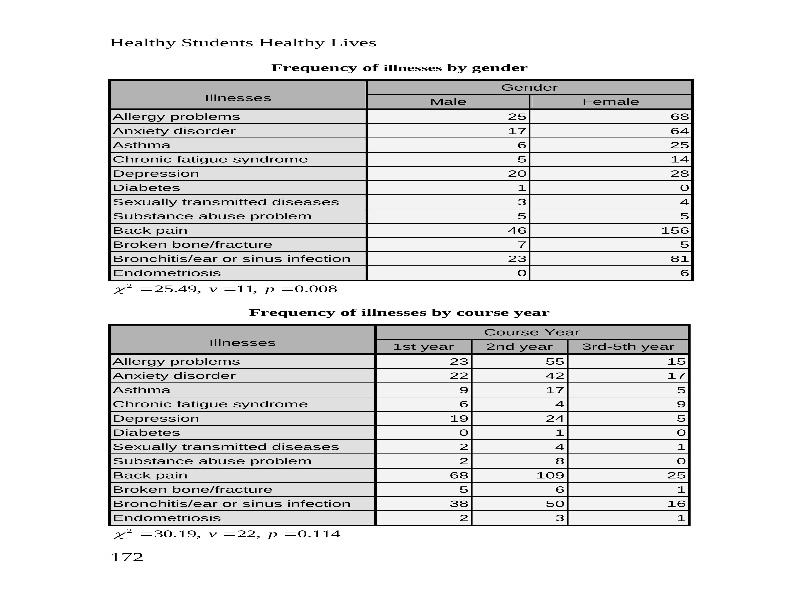 Healthy Students Healthy Lives
Frequency of illnesses by gender
Illnesses Gender
Male Female
Allergy problems 25 68
Anxiety disorder 17 64
Asthma 6 25
Chronic fatigue syndrome 5 14
Depression 20 28
Diabetes 1 0
Sexually transmitted diseases 3 4
Substance abuse problem 5 5
Back pain 46 156
Broken bone/fracture 7 5
Bronchitis/ear or sinus infection 23 81
Endometriosis 0 6
χ² =25.49, ν =11, p =0.008
Frequency of illnesses by course year
Illnesses Course Year
1st year 2nd year 3rd-5th year
Allergy problems 23 55 15
Anxiety disorder 22 42 17
Asthma 9 17 5
Chronic fatigue syndrome 6 4 9
Depression 19 24 5
Diabetes 0 1 0
Sexually transmitted diseases 2 4 1
Substance abuse problem 2 8 0
Back pain 68 109 25
Broken bone/fracture 5 6 1
Bronchitis/ear or sinus infection 38 50 16
Endometriosis 2 3 1
χ² =30.19, ν =22, p =0.114
172